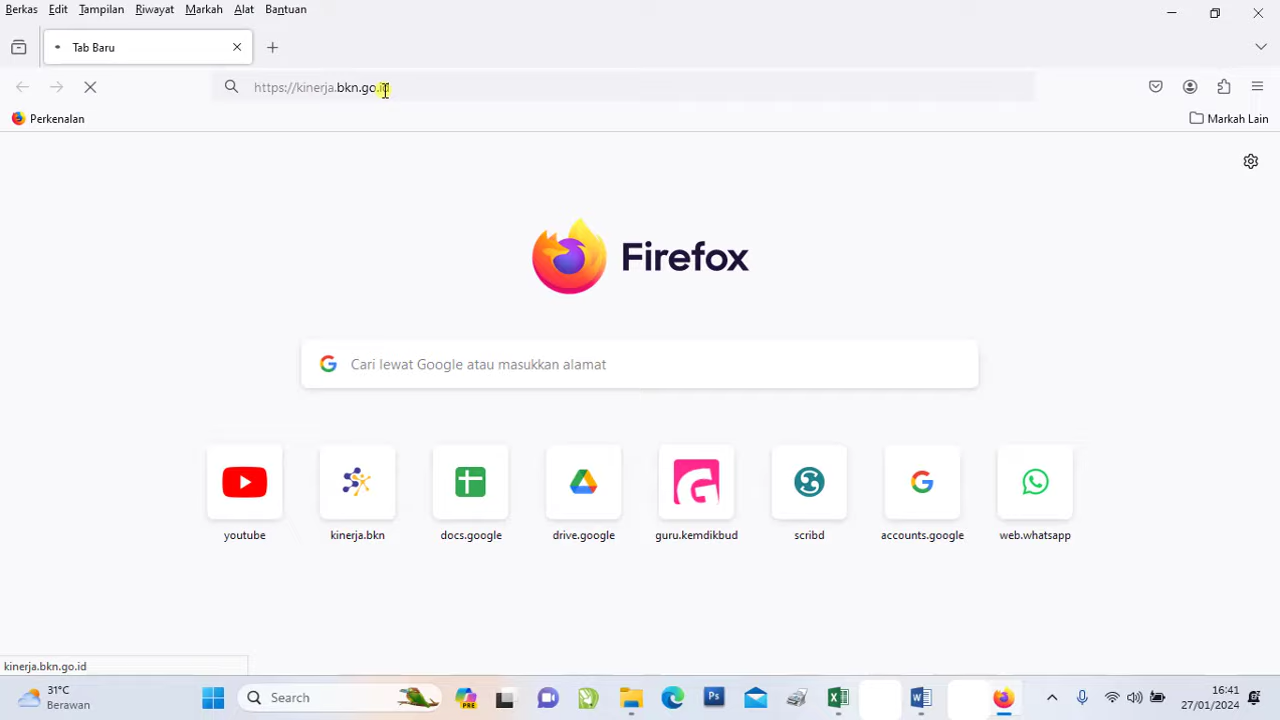 Berkas Edit Tampilan Riwayat Markah Alat Bantuan
Tab Baru
https://kinerja.bkn.go.id
Perkenalan
Markah Lain
Firefox
Cari lewat Google atau masukkan alamat
youtube
kinerja.bkn
docs.google
drive.google
guru.kemdikbud
scribd
accounts.google
web.whatsapp
kinerja.bkn.go.id
31°C
Berawan
Search
PRE
Ps
16:41
27/01/2024